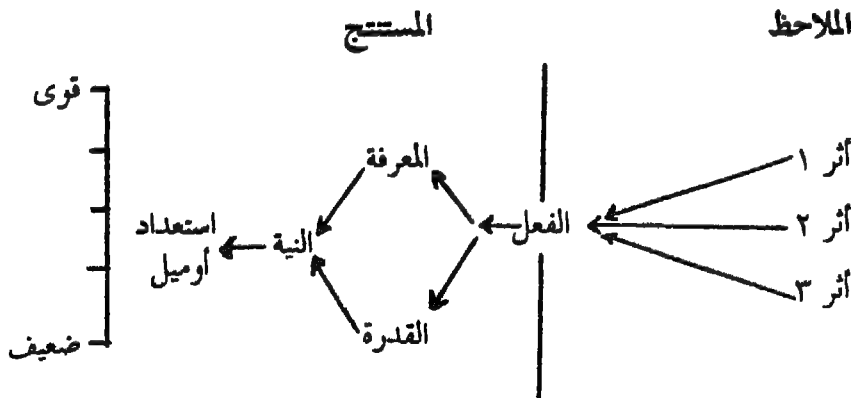 الملاحظ
المستنتج
قوى
أثر ١
المعرفة
أثر ٢
الفعل
النية
استعداد
أوميل
أثر ٣
القدرة
ضعيف